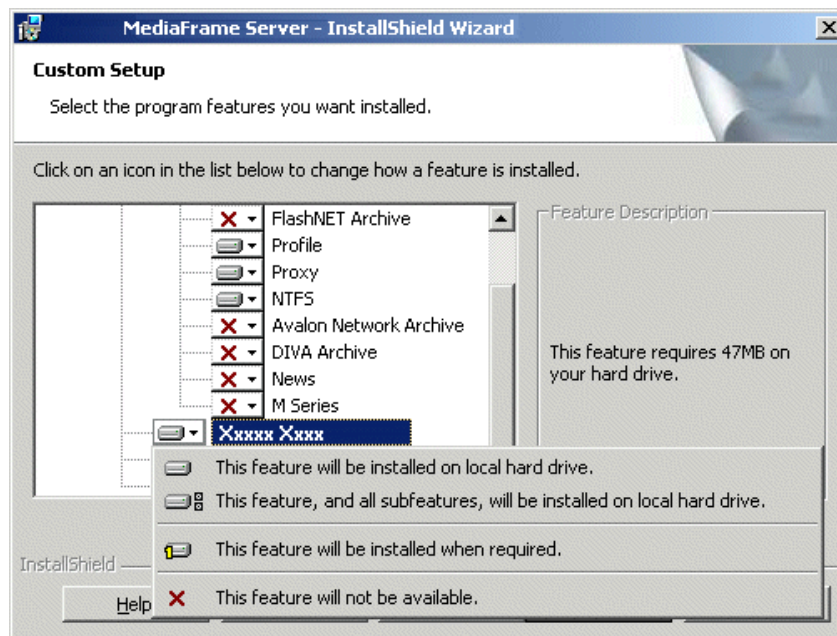 MediaFrame Server - InstallShield Wizard
Custom Setup
Select the program features you want installed.
Click on an icon in the list below to change how a feature is installed.
FlashNET Archive
Profile
Proxy
NTFS
Avalon Network Archive
DIVA Archive
News
M Series
Xxxxx Xxxx
Feature Description
This feature requires 47MB on
your hard drive.
This feature will be installed on local hard drive.
This feature, and all subfeatures, will be installed on local hard drive.
This feature will be installed when required.
This feature will not be available.
InstallShield
Help